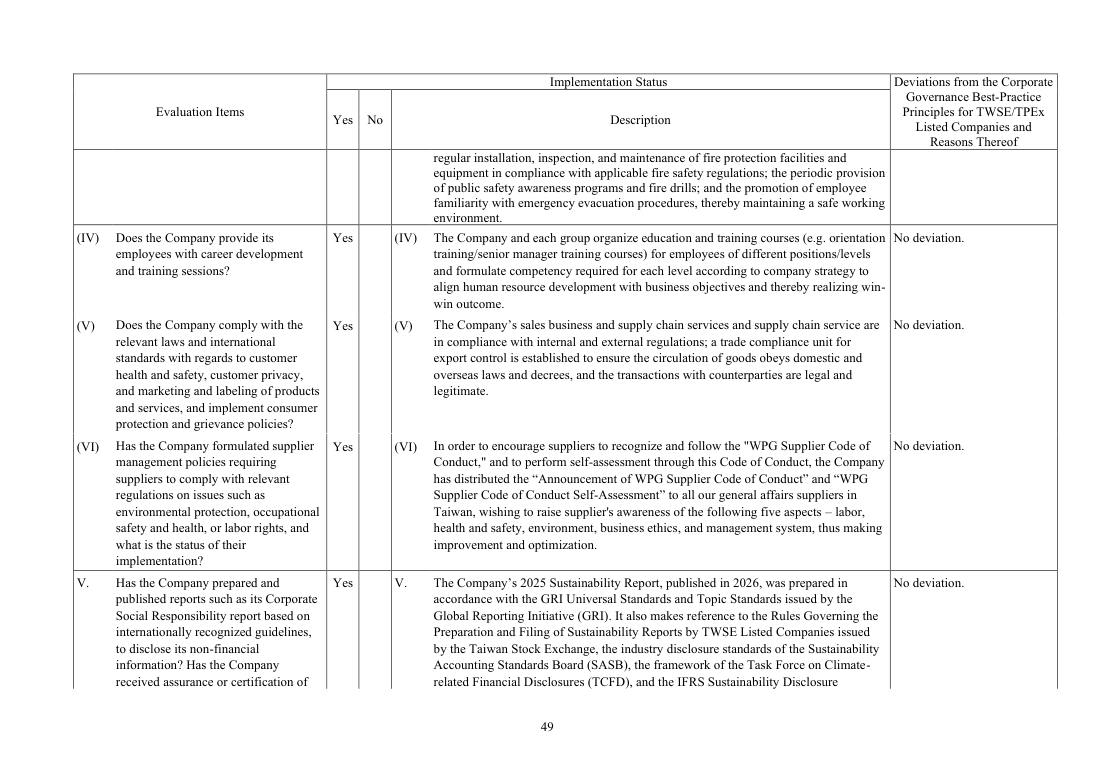 Evaluation Items
Implementation Status
Deviations from the Corporate
Governance Best-Practice
Principles for TWSE/TPEx
Listed Companies and
Reasons Thereof
Yes
No
Description
regular installation, inspection, and maintenance of fire protection facilities and
equipment in compliance with applicable fire safety regulations; the periodic provision
of public safety awareness programs and fire drills; and the promotion of employee
familiarity with emergency evacuation procedures, thereby maintaining a safe working
environment.
(IV) Does the Company provide its
employees with career development
and training sessions?
Yes
(IV) The Company and each group organize education and training courses (e.g. orientation
training/senior manager training courses) for employees of different positions/levels
and formulate competency required for each level according to company strategy to
align human resource development with business objectives and thereby realizing win-
win outcome.
No deviation.
(V) Does the Company comply with the
relevant laws and international
standards with regards to customer
health and safety, customer privacy,
and marketing and labeling of products
and services, and implement consumer
protection and grievance policies?
Yes
(V) The Company’s sales business and supply chain services and supply chain service are
in compliance with internal and external regulations; a trade compliance unit for
export control is established to ensure the circulation of goods obeys domestic and
overseas laws and decrees, and the transactions with counterparties are legal and
legitimate.
No deviation.
(VI) Has the Company formulated supplier
management policies requiring
suppliers to comply with relevant
regulations on issues such as
environmental protection, occupational
safety and health, or labor rights, and
what is the status of their
implementation?
Yes
(VI) In order to encourage suppliers to recognize and follow the "WPG Supplier Code of
Conduct," and to perform self-assessment through this Code of Conduct, the Company
has distributed the “Announcement of WPG Supplier Code of Conduct” and “WPG
Supplier Code of Conduct Self-Assessment” to all our general affairs suppliers in
Taiwan, wishing to raise supplier's awareness of the following five aspects – labor,
health and safety, environment, business ethics, and management system, thus making
improvement and optimization.
No deviation.
V. Has the Company prepared and
published reports such as its Corporate
Social Responsibility report based on
internationally recognized guidelines,
to disclose its non-financial
information? Has the Company
received assurance or certification of
Yes
V. The Company’s 2025 Sustainability Report, published in 2026, was prepared in
accordance with the GRI Universal Standards and Topic Standards issued by the
Global Reporting Initiative (GRI). It also makes reference to the Rules Governing the
Preparation and Filing of Sustainability Reports by TWSE Listed Companies issued
by the Taiwan Stock Exchange, the industry disclosure standards of the Sustainability
Accounting Standards Board (SASB), the framework of the Task Force on Climate-
related Financial Disclosures (TCFD), and the IFRS Sustainability Disclosure
No deviation.
49